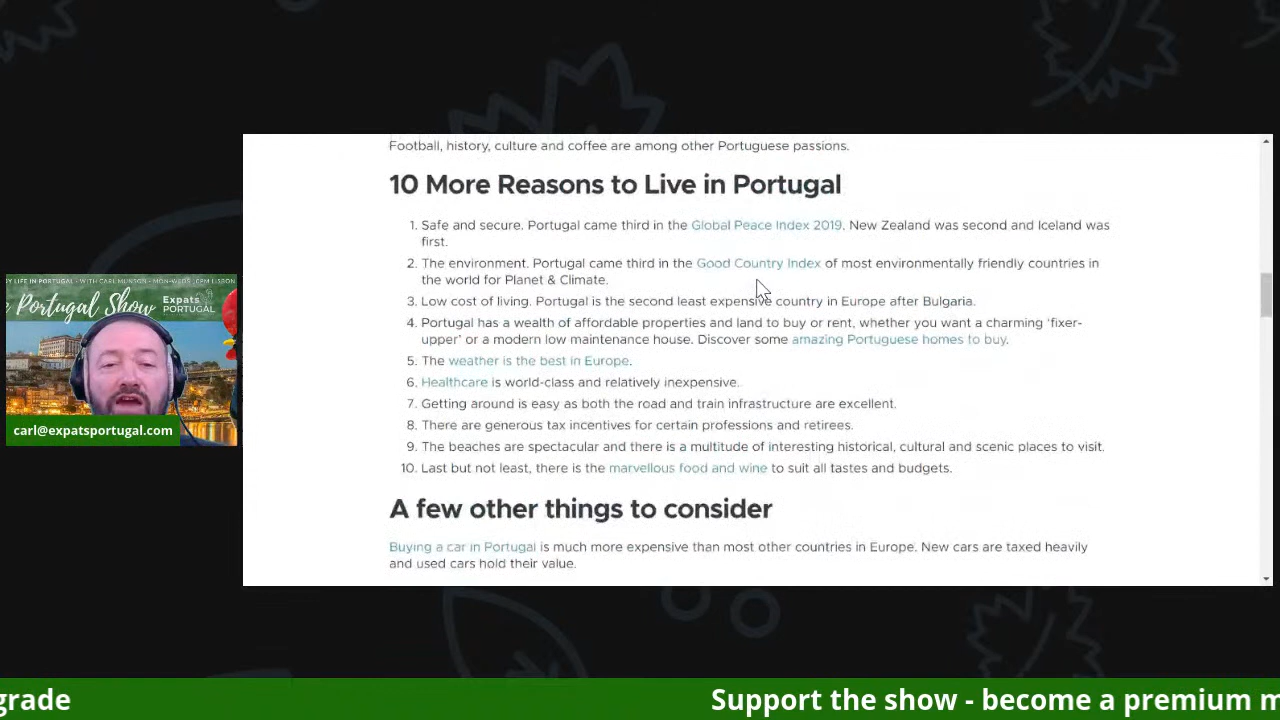 Football, history, culture and coffee are among other Portuguese passions.
10 More Reasons to Live in Portugal
1. Safe and secure. Portugal came third in the Global Peace Index 2019. New Zealand was second and Iceland was
first.
2. The environment. Portugal came third in the Good Country Index of most environmentally friendly countries in
the world for Planet & Climate.
3. Low cost of living. Portugal is the second least expensive country in Europe after Bulgaria.
4. Portugal has a wealth of affordable properties and land to buy or rent, whether you want a charming ‘fixer-
upper’ or a modern low maintenance house. Discover some amazing Portuguese homes to buy.
5. The weather is the best in Europe.
6. Healthcare is world-class and relatively inexpensive.
7. Getting around is easy as both the road and train infrastructure are excellent.
8. There are generous tax incentives for certain professions and retirees.
9. The beaches are spectacular and there is a multitude of interesting historical, cultural and scenic places to visit.
10. Last but not least, there is the marvellous food and wine to suit all tastes and budgets.
A few other things to consider
Buying a car in Portugal is much more expensive than most other countries in Europe. New cars are taxed heavily
and used cars hold their value.
Y LIFE IN PORTUGAL - WITH CARL MUNSON - MON-WEDS
Portugal Show
Expats
PORTUGAL
carl@expatsportugal.com
grade
Support the show - become a premium m